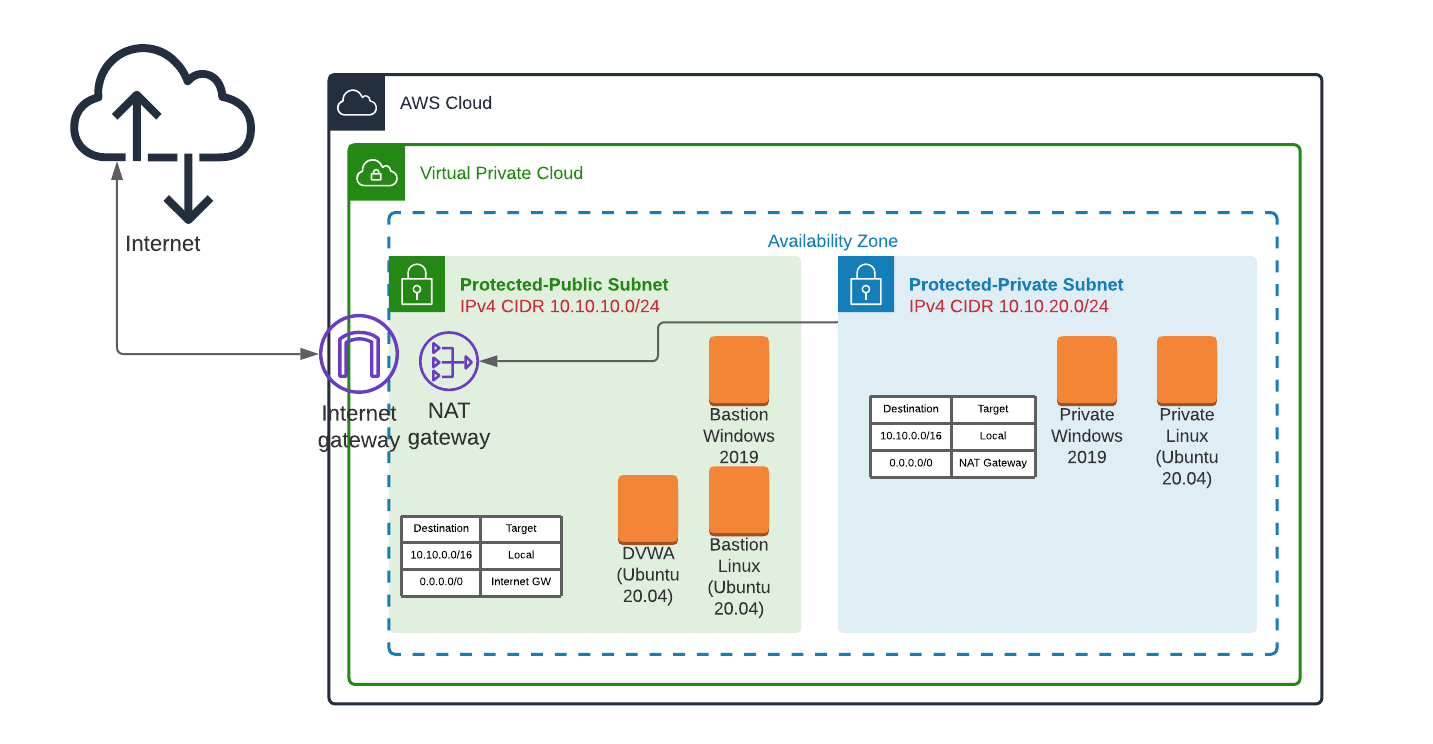 AWS Cloud
Virtual Private Cloud
Internet
Availability Zone
Protected-Public Subnet
IPv4 CIDR 10.10.10.0/24
Internet
gateway
NAT
gateway
Bastion
Windows
2019
Destination Target
10.10.0.0/16 Local
0.0.0.0/0 Internet GW
DVWA
(Ubuntu
20.04)
Bastion
Linux
(Ubuntu
20.04)
Protected-Private Subnet
IPv4 CIDR 10.10.20.0/24
Destination Target
10.10.0.0/16 Local
0.0.0.0/0 NAT Gateway
Private
Windows
2019
Private
Linux
(Ubuntu
20.04)